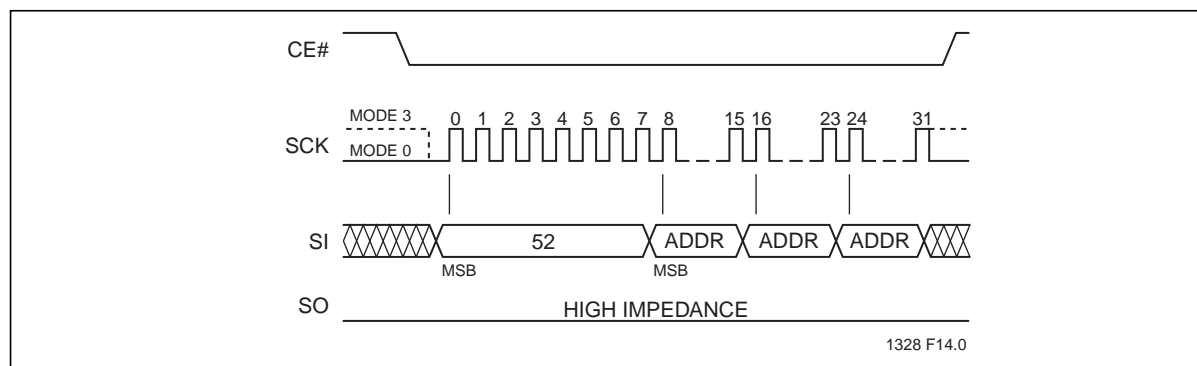 CE#
MODE 3
0 1 2 3 4 5 6 7 8 15 16 23 24 31
SCK
MODE 0
SI
52 ADDR ADDR ADDR
MSB MSB
SO
HIGH IMPEDANCE
1328 F14.0